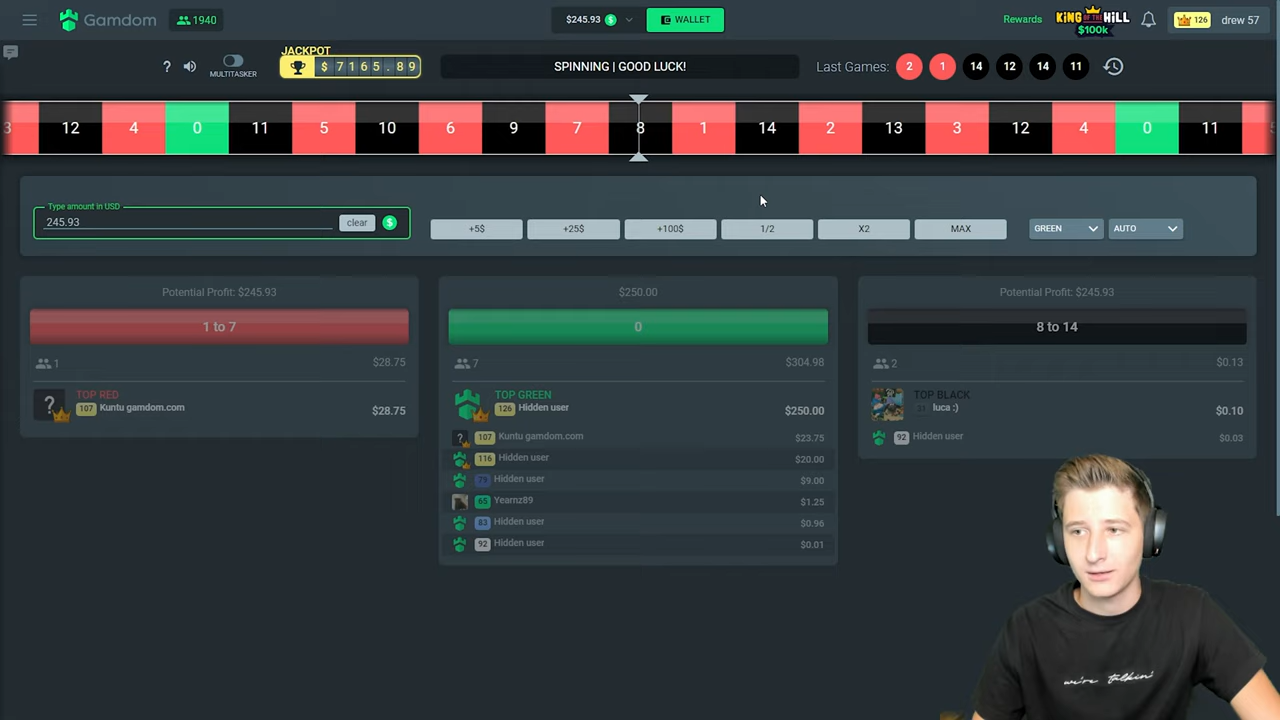 Gamdom
1940
$245.93
WALLET
Rewards
KING OF THE HILL
$100k
126
drew 57
?
MULTITASKER
JACKPOT
$ 7165.89
SPINNING | GOOD LUCK!
Last Games:
2
1
14
12
14
11
3
12
4
0
11
5
10
6
9
7
8
1
14
2
13
3
12
4
0
11
Type amount in USD
245.93
clear
$
+5$
+25$
+100$
1/2
X2
MAX
GREEN
AUTO
Potential Profit: $245.93
1 to 7
1
$28.75
TOP RED
107 Kuntu gamdom.com
$28.75
$250.00
0
7
$304.98
TOP GREEN
126 Hidden user
$250.00
107 Kuntu gamdom.com
$23.75
116 Hidden user
$20.00
79 Hidden user
$9.00
65 Yearnz89
$1.25
83 Hidden user
$0.96
92 Hidden user
$0.01
Potential Profit: $245.93
8 to 14
2
$0.13
TOP BLACK
luca :)
$0.10
92 Hidden user
$0.03
we're talkin'